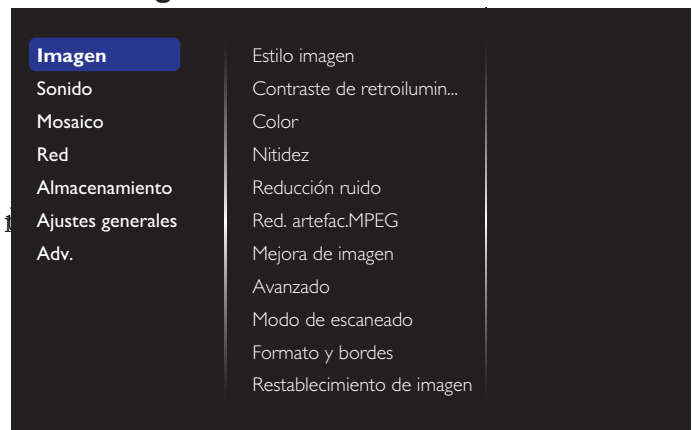 Imagen
Sonido
Mosaico
Red
Almacenamiento
Ajustes generales
Adv.
Estilo imagen
Contraste de retroilumin...
Color
Nitidez
Reducción ruido
Red. artefac.MPEG
Mejora de imagen
Avanzado
Modo de escaneado
Formato y bordes
Restablecimiento de imagen